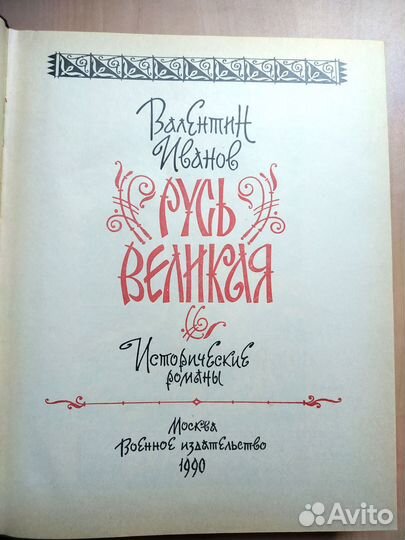 Валентин
Иванов
Русь
Великая
Исторические
романы
Москва
Военное издательство
1990
Avito